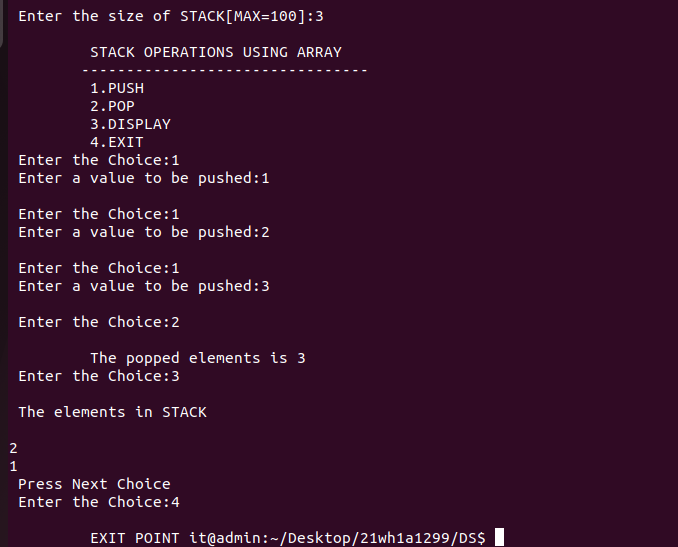 Enter the size of STACK[MAX=100]:3
STACK OPERATIONS USING ARRAY
--------------------------------
1.PUSH
2.POP
3.DISPLAY
4.EXIT
Enter the Choice:1
Enter a value to be pushed:1
Enter the Choice:1
Enter a value to be pushed:2
Enter the Choice:1
Enter a value to be pushed:3
Enter the Choice:2
The popped elements is 3
Enter the Choice:3
The elements in STACK
2
1
Press Next Choice
Enter the Choice:4
EXIT POINT it@admin:~/Desktop/21wh1a1299/DS$